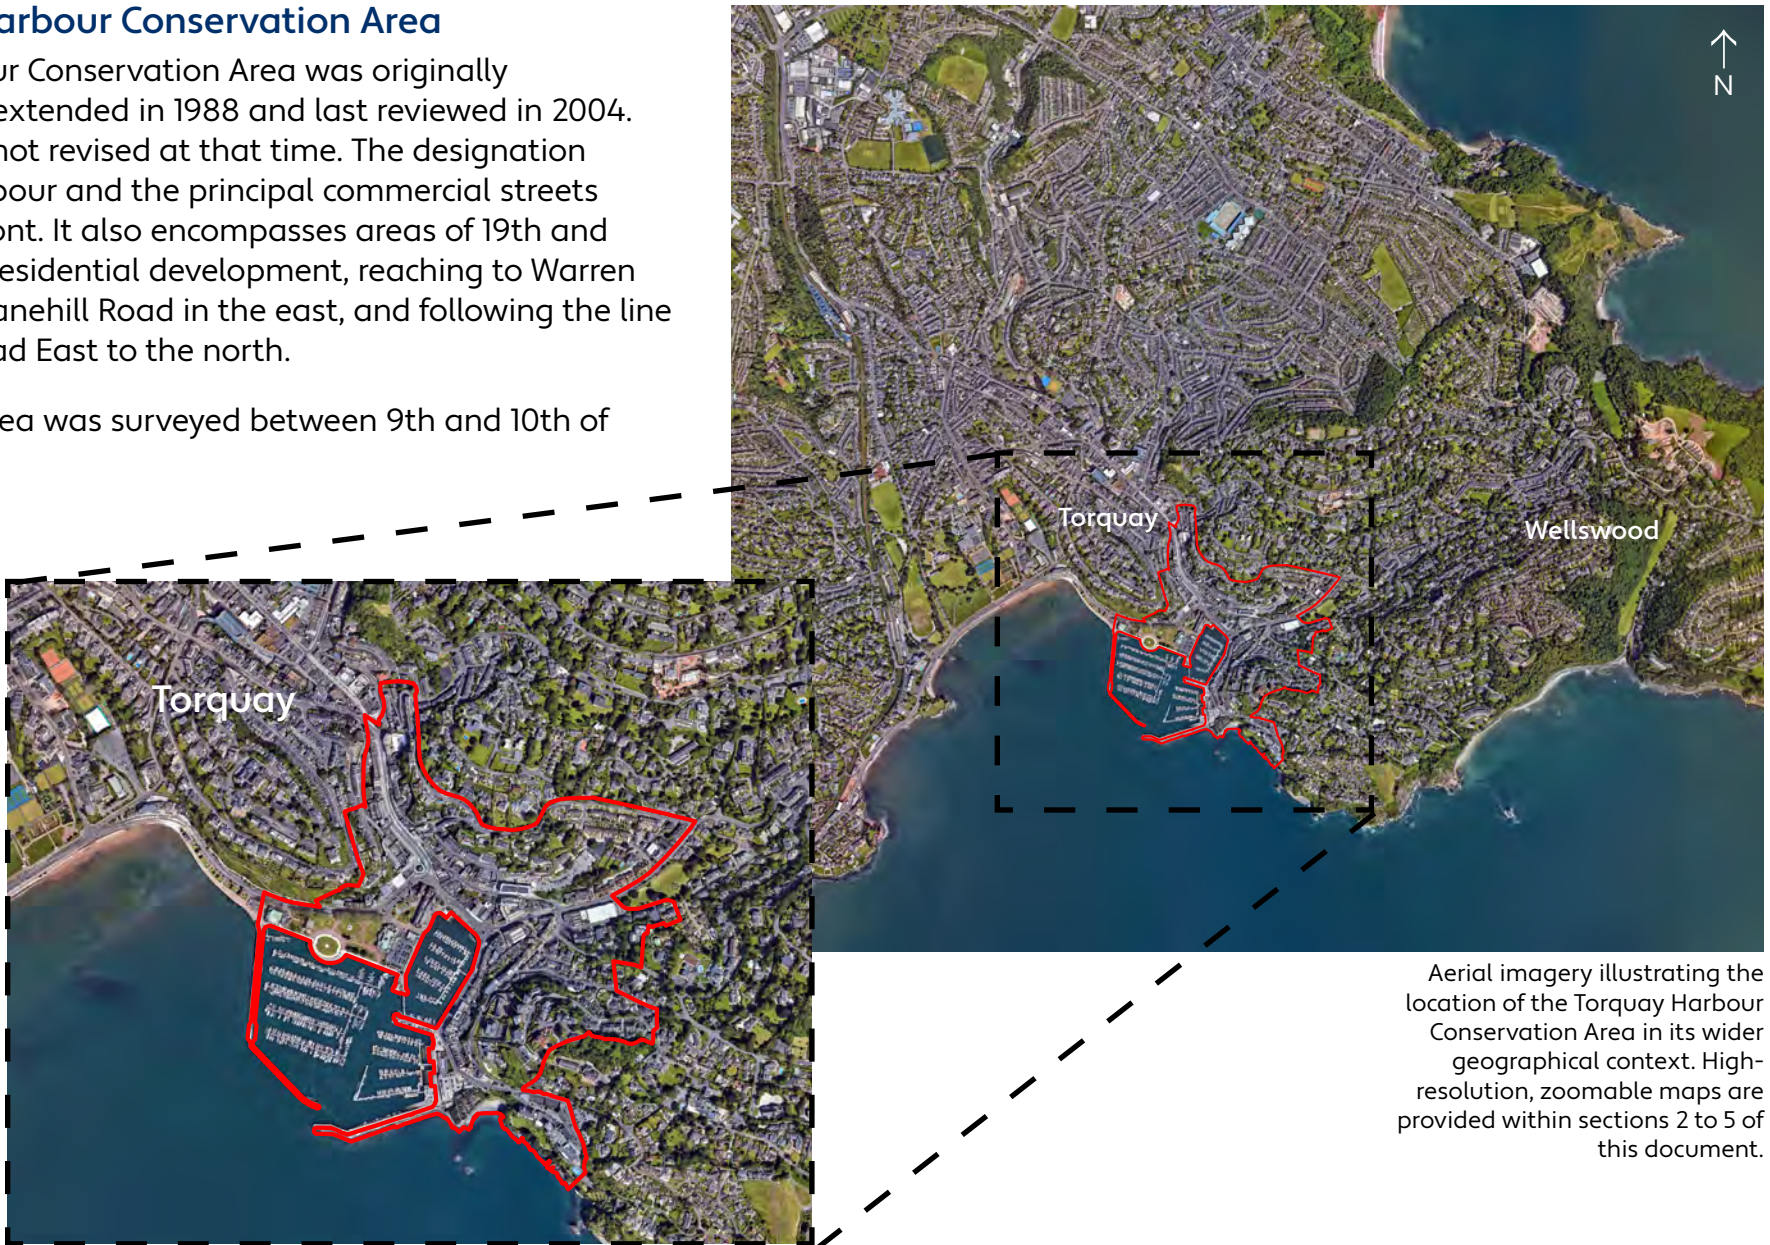 arbour Conservation Area
ur Conservation Area was originally
extended in 1988 and last reviewed in 2004.
not revised at that time. The designation
bour and the principal commercial streets
ont. It also encompasses areas of 19th and
esidential development, reaching to Warren
anehill Road in the east, and following the line
ad East to the north.
ea was surveyed between 9th and 10th of
N
Torquay
Wellswood
Torquay
Aerial imagery illustrating the
location of the Torquay Harbour
Conservation Area in its wider
geographical context. High-
resolution, zoomable maps are
provided within sections 2 to 5 of
this document.